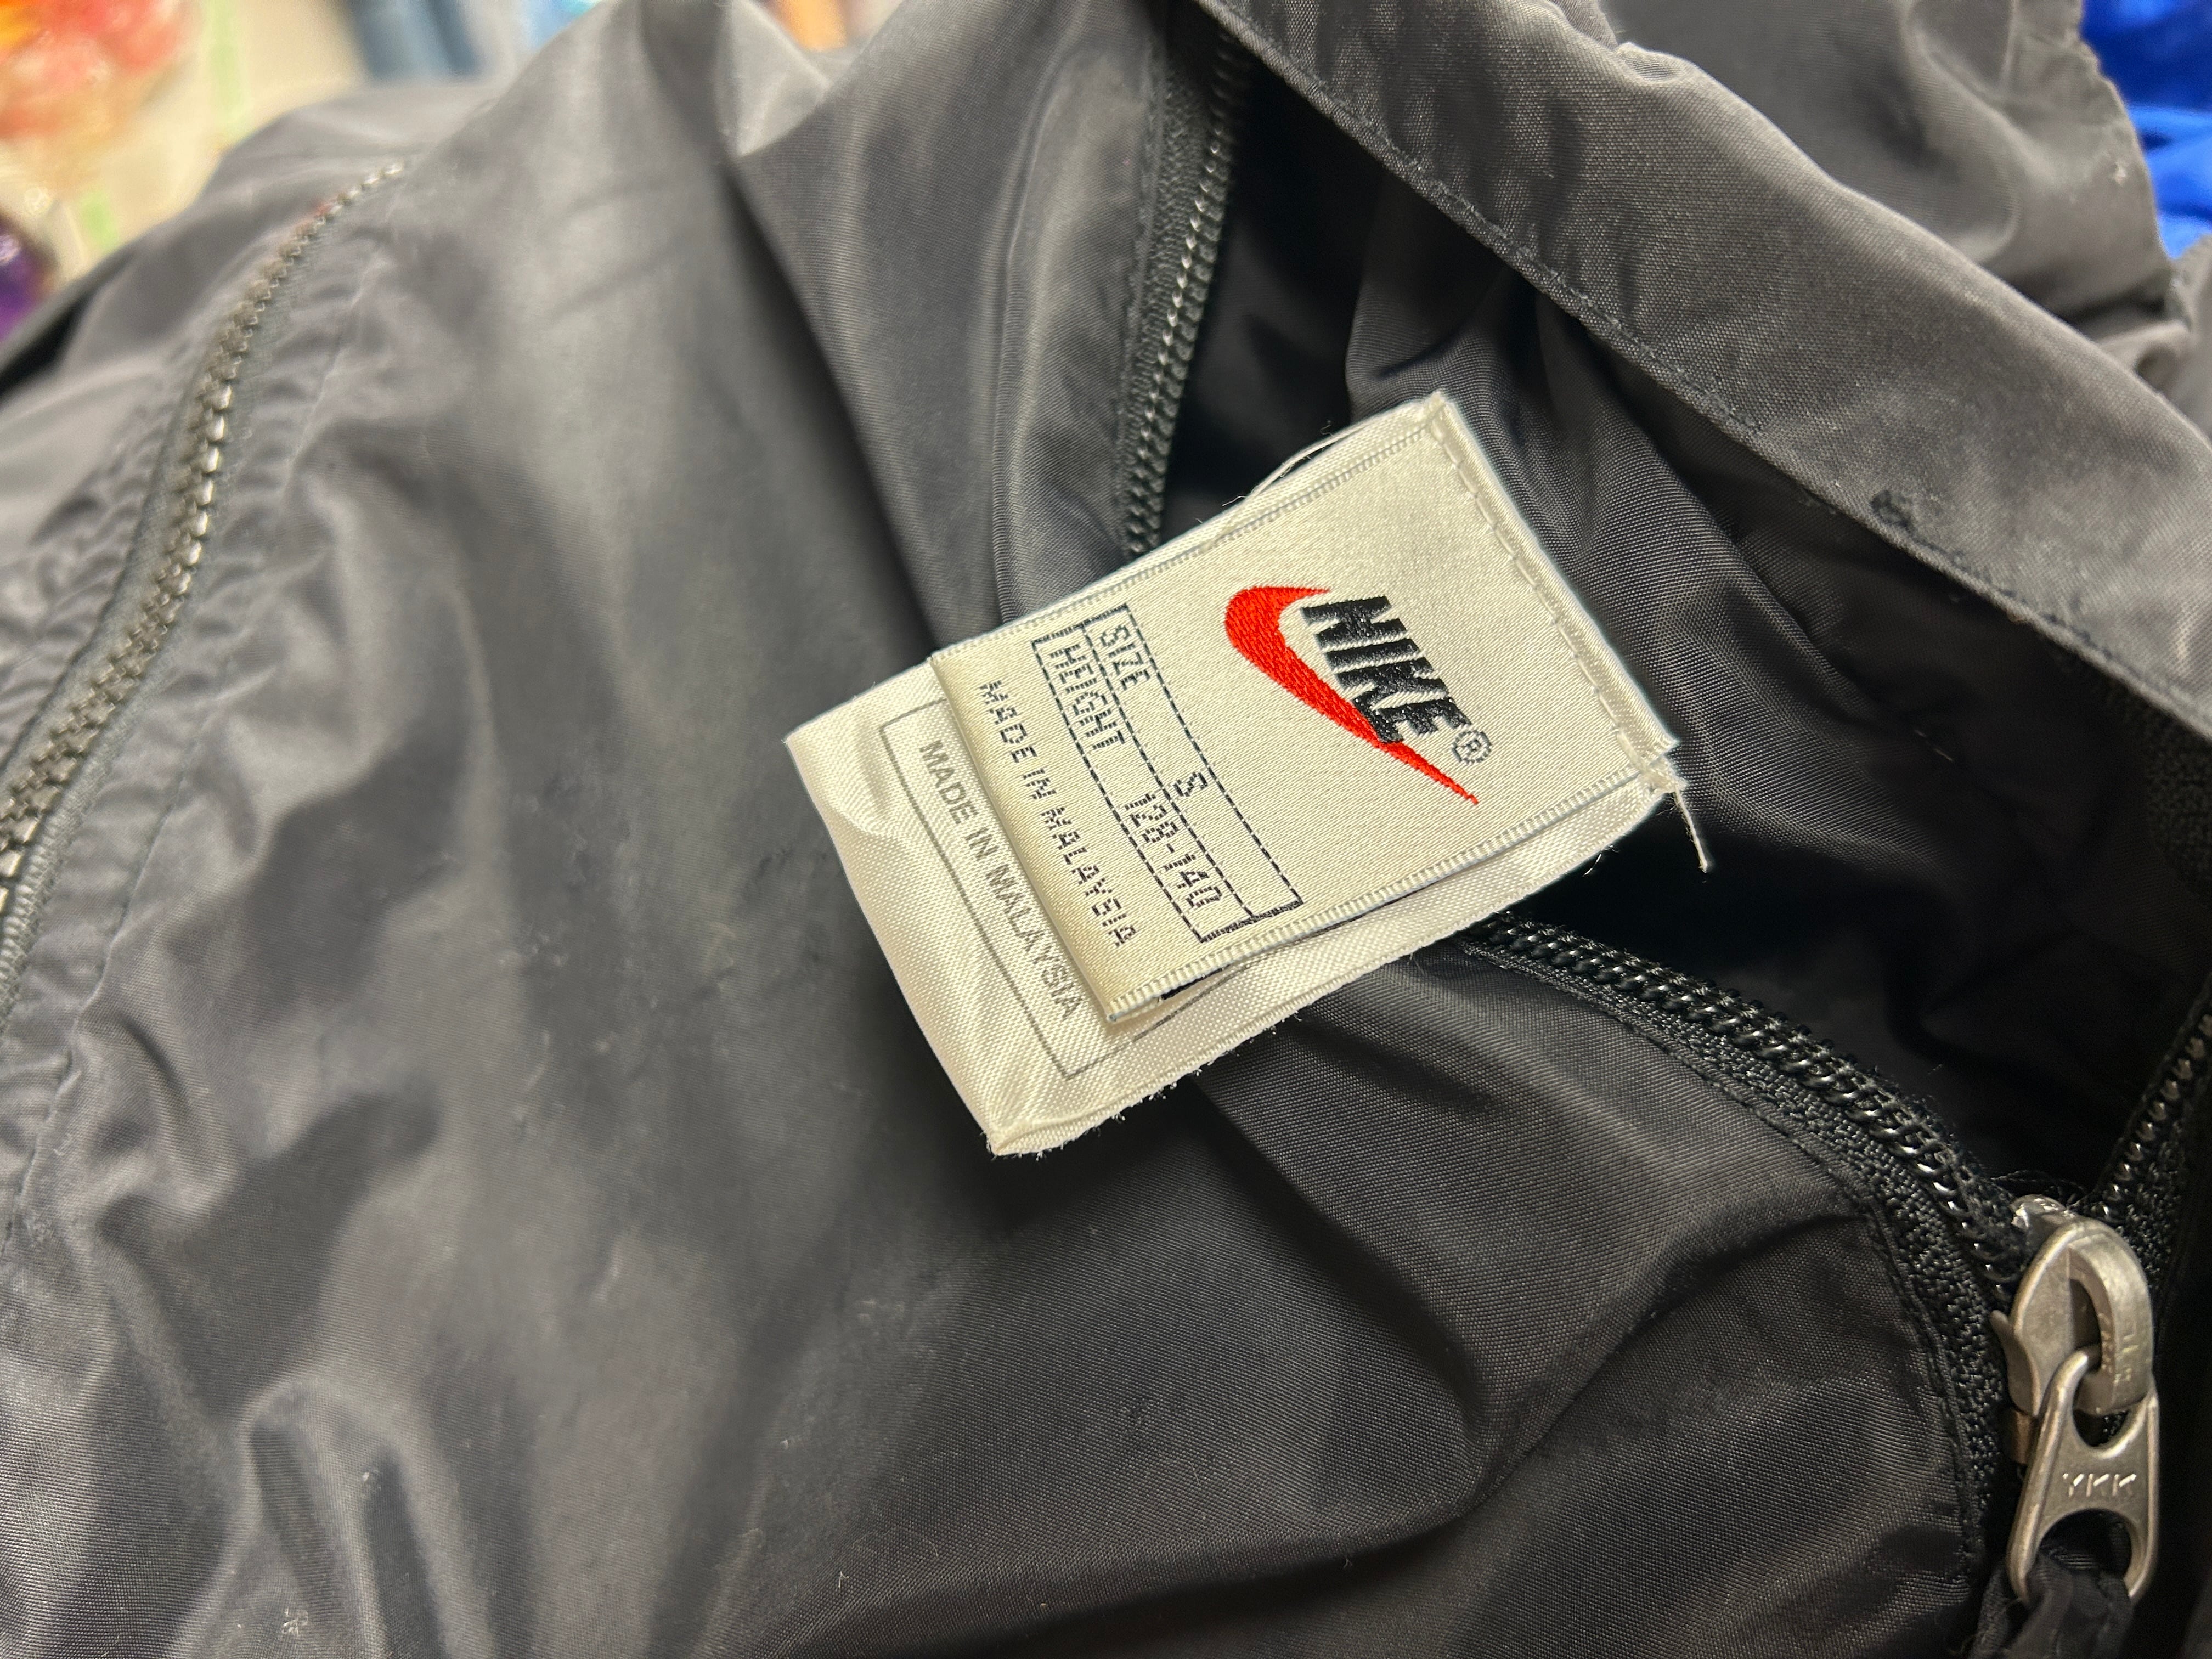 NIKE®
SIZE S
HEIGHT 128-140
MADE IN MALAYSIA
MADE IN MALAYSIA
YKK